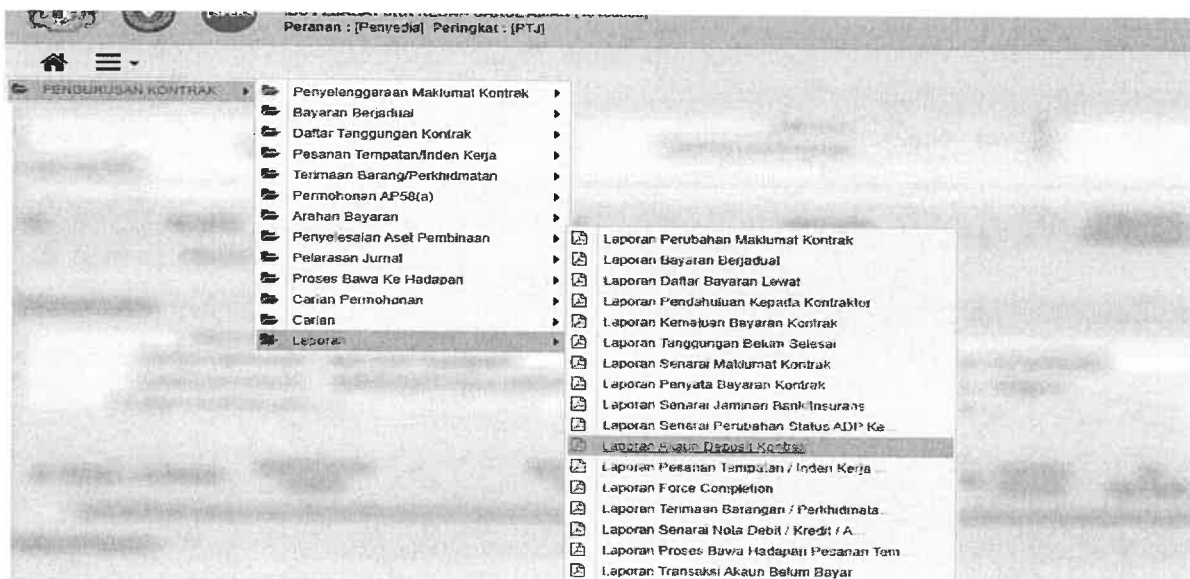 Peranan : [Penyedia] Peringkat : [PTJ]
PENGURUSAN KONTRAK
Penyelenggaraan Maklumat Kontrak
Bayaran Berjadual
Daftar Tanggungan Kontrak
Pesanan Tempatan/Inden Kerja
Terimaan Barang/Perkhidmatan
Permohonan AP58(a)
Arahan Bayaran
Penyelesaian Aset Pembinaan
Pelarasan Jurnal
Proses Bawa Ke Hadapan
Carian Permohonan
Carian
Laporan
Laporan Perubahan Maklumat Kontrak
Laporan Bayaran Berjadual
Laporan Daftar Bayaran Lewat
Laporan Pendahuluan Kepada Kontraktor
Laporan Kemajuan Bayaran Kontrak
Laporan Tanggungan Belum Selesai
Laporan Senarai Maklumat Kontrak
Laporan Penyata Bayaran Kontrak
Laporan Senarai Jaminan Bank/Insurans
Laporan Senarai Perubahan Status ADP Ke...
Laporan Akaun Deposit Kontrak
Laporan Pesanan Tempatan / Inden Kerja ...
Laporan Force Completion
Laporan Terimaan Barangan / Perkhidmata...
Laporan Senarai Nota Debit / Kredit / A...
Laporan Proses Bawa Hadapan Pesanan Tem...
Laporan Transaksi Akaun Belum Bayar